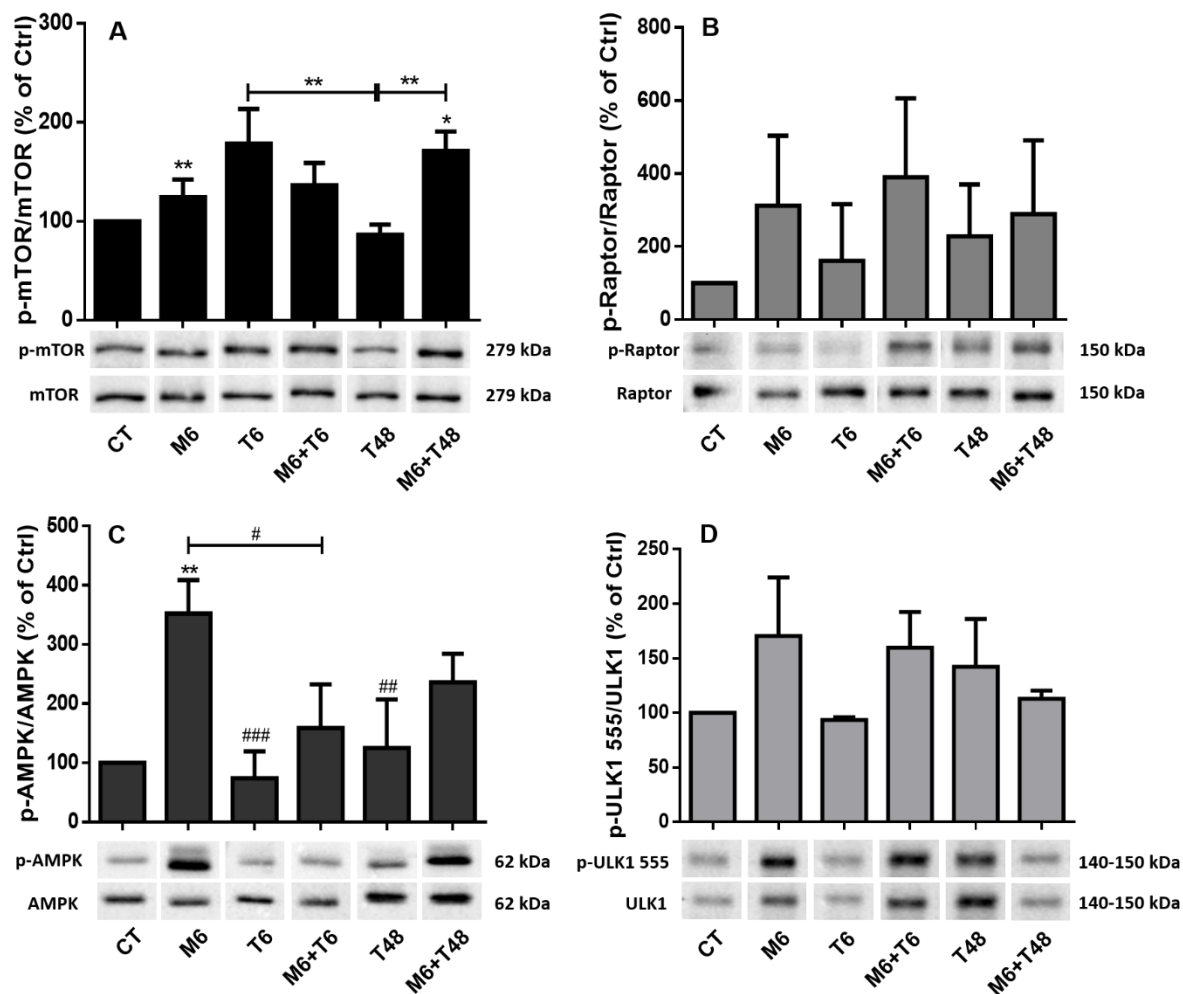 A
p-mTOR/mTOR (% of Ctrl)
300
200
100
0
**
**
**
*
p-mTOR
279 kDa
mTOR
279 kDa
CT
M6
T6
M6+T6
T48
M6+T48
B
p-Raptor/Raptor (% of Ctrl)
800
600
400
200
0
p-Raptor
150 kDa
Raptor
150 kDa
CT
M6
T6
M6+T6
T48
M6+T48
C
p-AMPK/AMPK (% of Ctrl)
500
400
300
200
100
0
#
**
###
##
p-AMPK
62 kDa
AMPK
62 kDa
CT
M6
T6
M6+T6
T48
M6+T48
D
p-ULK1 555/ULK1 (% of Ctrl)
250
200
150
100
50
0
p-ULK1 555
140-150 kDa
ULK1
140-150 kDa
CT
M6
T6
M6+T6
T48
M6+T48